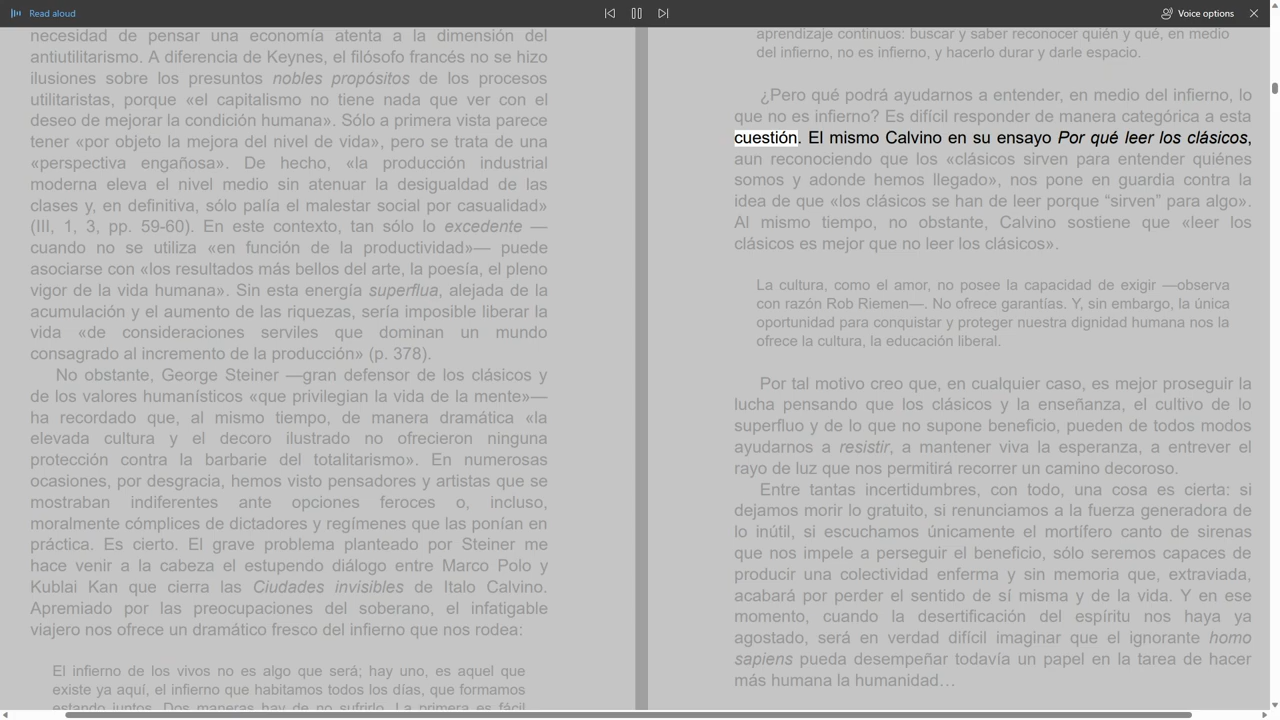 Read aloud
Voice options
necesidad de pensar una economía atenta a la dimensión del
antiutilitarismo. A diferencia de Keynes, el filósofo francés no se hizo
ilusiones sobre los presuntos nobles propósitos de los procesos
utilitaristas, porque «el capitalismo no tiene nada que ver con el
deseo de mejorar la condición humana». Sólo a primera vista parece
tener «por objeto la mejora del nivel de vida», pero se trata de una
«perspectiva engañosa». De hecho, «la producción industrial
moderna eleva el nivel medio sin atenuar la desigualdad de las
clases y, en definitiva, sólo palía el malestar social por casualidad»
(III, 1, 3, pp. 59-60). En este contexto, tan sólo lo excedente —
cuando no se utiliza «en función de la productividad»— puede
asociarse con «los resultados más bellos del arte, la poesía, el pleno
vigor de la vida humana». Sin esta energía superflua, alejada de la
acumulación y el aumento de las riquezas, sería imposible liberar la
vida «de consideraciones serviles que dominan un mundo
consagrado al incremento de la producción» (p. 378).
No obstante, George Steiner —gran defensor de los clásicos y
de los valores humanísticos «que privilegian la vida de la mente»—
ha recordado que, al mismo tiempo, de manera dramática «la
elevada cultura y el decoro ilustrado no ofrecieron ninguna
protección contra la barbarie del totalitarismo». En numerosas
ocasiones, por desgracia, hemos visto pensadores y artistas que se
mostraban indiferentes ante opciones feroces o, incluso,
moralmente cómplices de dictadores y regímenes que las ponían en
práctica. Es cierto. El grave problema planteado por Steiner me
hace venir a la cabeza el estupendo diálogo entre Marco Polo y
Kublai Kan que cierra las Ciudades invisibles de Italo Calvino.
Apremiado por las preocupaciones del soberano, el infatigable
viajero nos ofrece un dramático fresco del infierno que nos rodea:
El infierno de los vivos no es algo que será; hay uno, es aquel que
existe ya aquí, el infierno que habitamos todos los días, que formamos
estando juntos. Dos maneras hay de no sufrirlo. La primera es fácil
aprendizaje continuos: buscar y saber reconocer quién y qué, en medio
del infierno, no es infierno, y hacerlo durar y darle espacio.
¿Pero qué podrá ayudarnos a entender, en medio del infierno, lo
que no es infierno? Es difícil responder de manera categórica a esta
cuestión. El mismo Calvino en su ensayo Por qué leer los clásicos,
aun reconociendo que los «clásicos sirven para entender quiénes
somos y adonde hemos llegado», nos pone en guardia contra la
idea de que «los clásicos se han de leer porque “sirven” para algo».
Al mismo tiempo, no obstante, Calvino sostiene que «leer los
clásicos es mejor que no leer los clásicos».
La cultura, como el amor, no posee la capacidad de exigir —observa
con razón Rob Riemen—. No ofrece garantías. Y, sin embargo, la única
oportunidad para conquistar y proteger nuestra dignidad humana nos la
ofrece la cultura, la educación liberal.
Por tal motivo creo que, en cualquier caso, es mejor proseguir la
lucha pensando que los clásicos y la enseñanza, el cultivo de lo
superfluo y de lo que no supone beneficio, pueden de todos modos
ayudarnos a resistir, a mantener viva la esperanza, a entrever el
rayo de luz que nos permitirá recorrer un camino decoroso.
Entre tantas incertidumbres, con todo, una cosa es cierta: si
dejamos morir lo gratuito, si renunciamos a la fuerza generadora de
lo inútil, si escuchamos únicamente el mortífero canto de sirenas
que nos impele a perseguir el beneficio, sólo seremos capaces de
producir una colectividad enferma y sin memoria que, extraviada,
acabará por perder el sentido de sí misma y de la vida. Y en ese
momento, cuando la desertificación del espíritu nos haya ya
agostado, será en verdad difícil imaginar que el ignorante homo
sapiens pueda desempeñar todavía un papel en la tarea de hacer
más humana la humanidad…